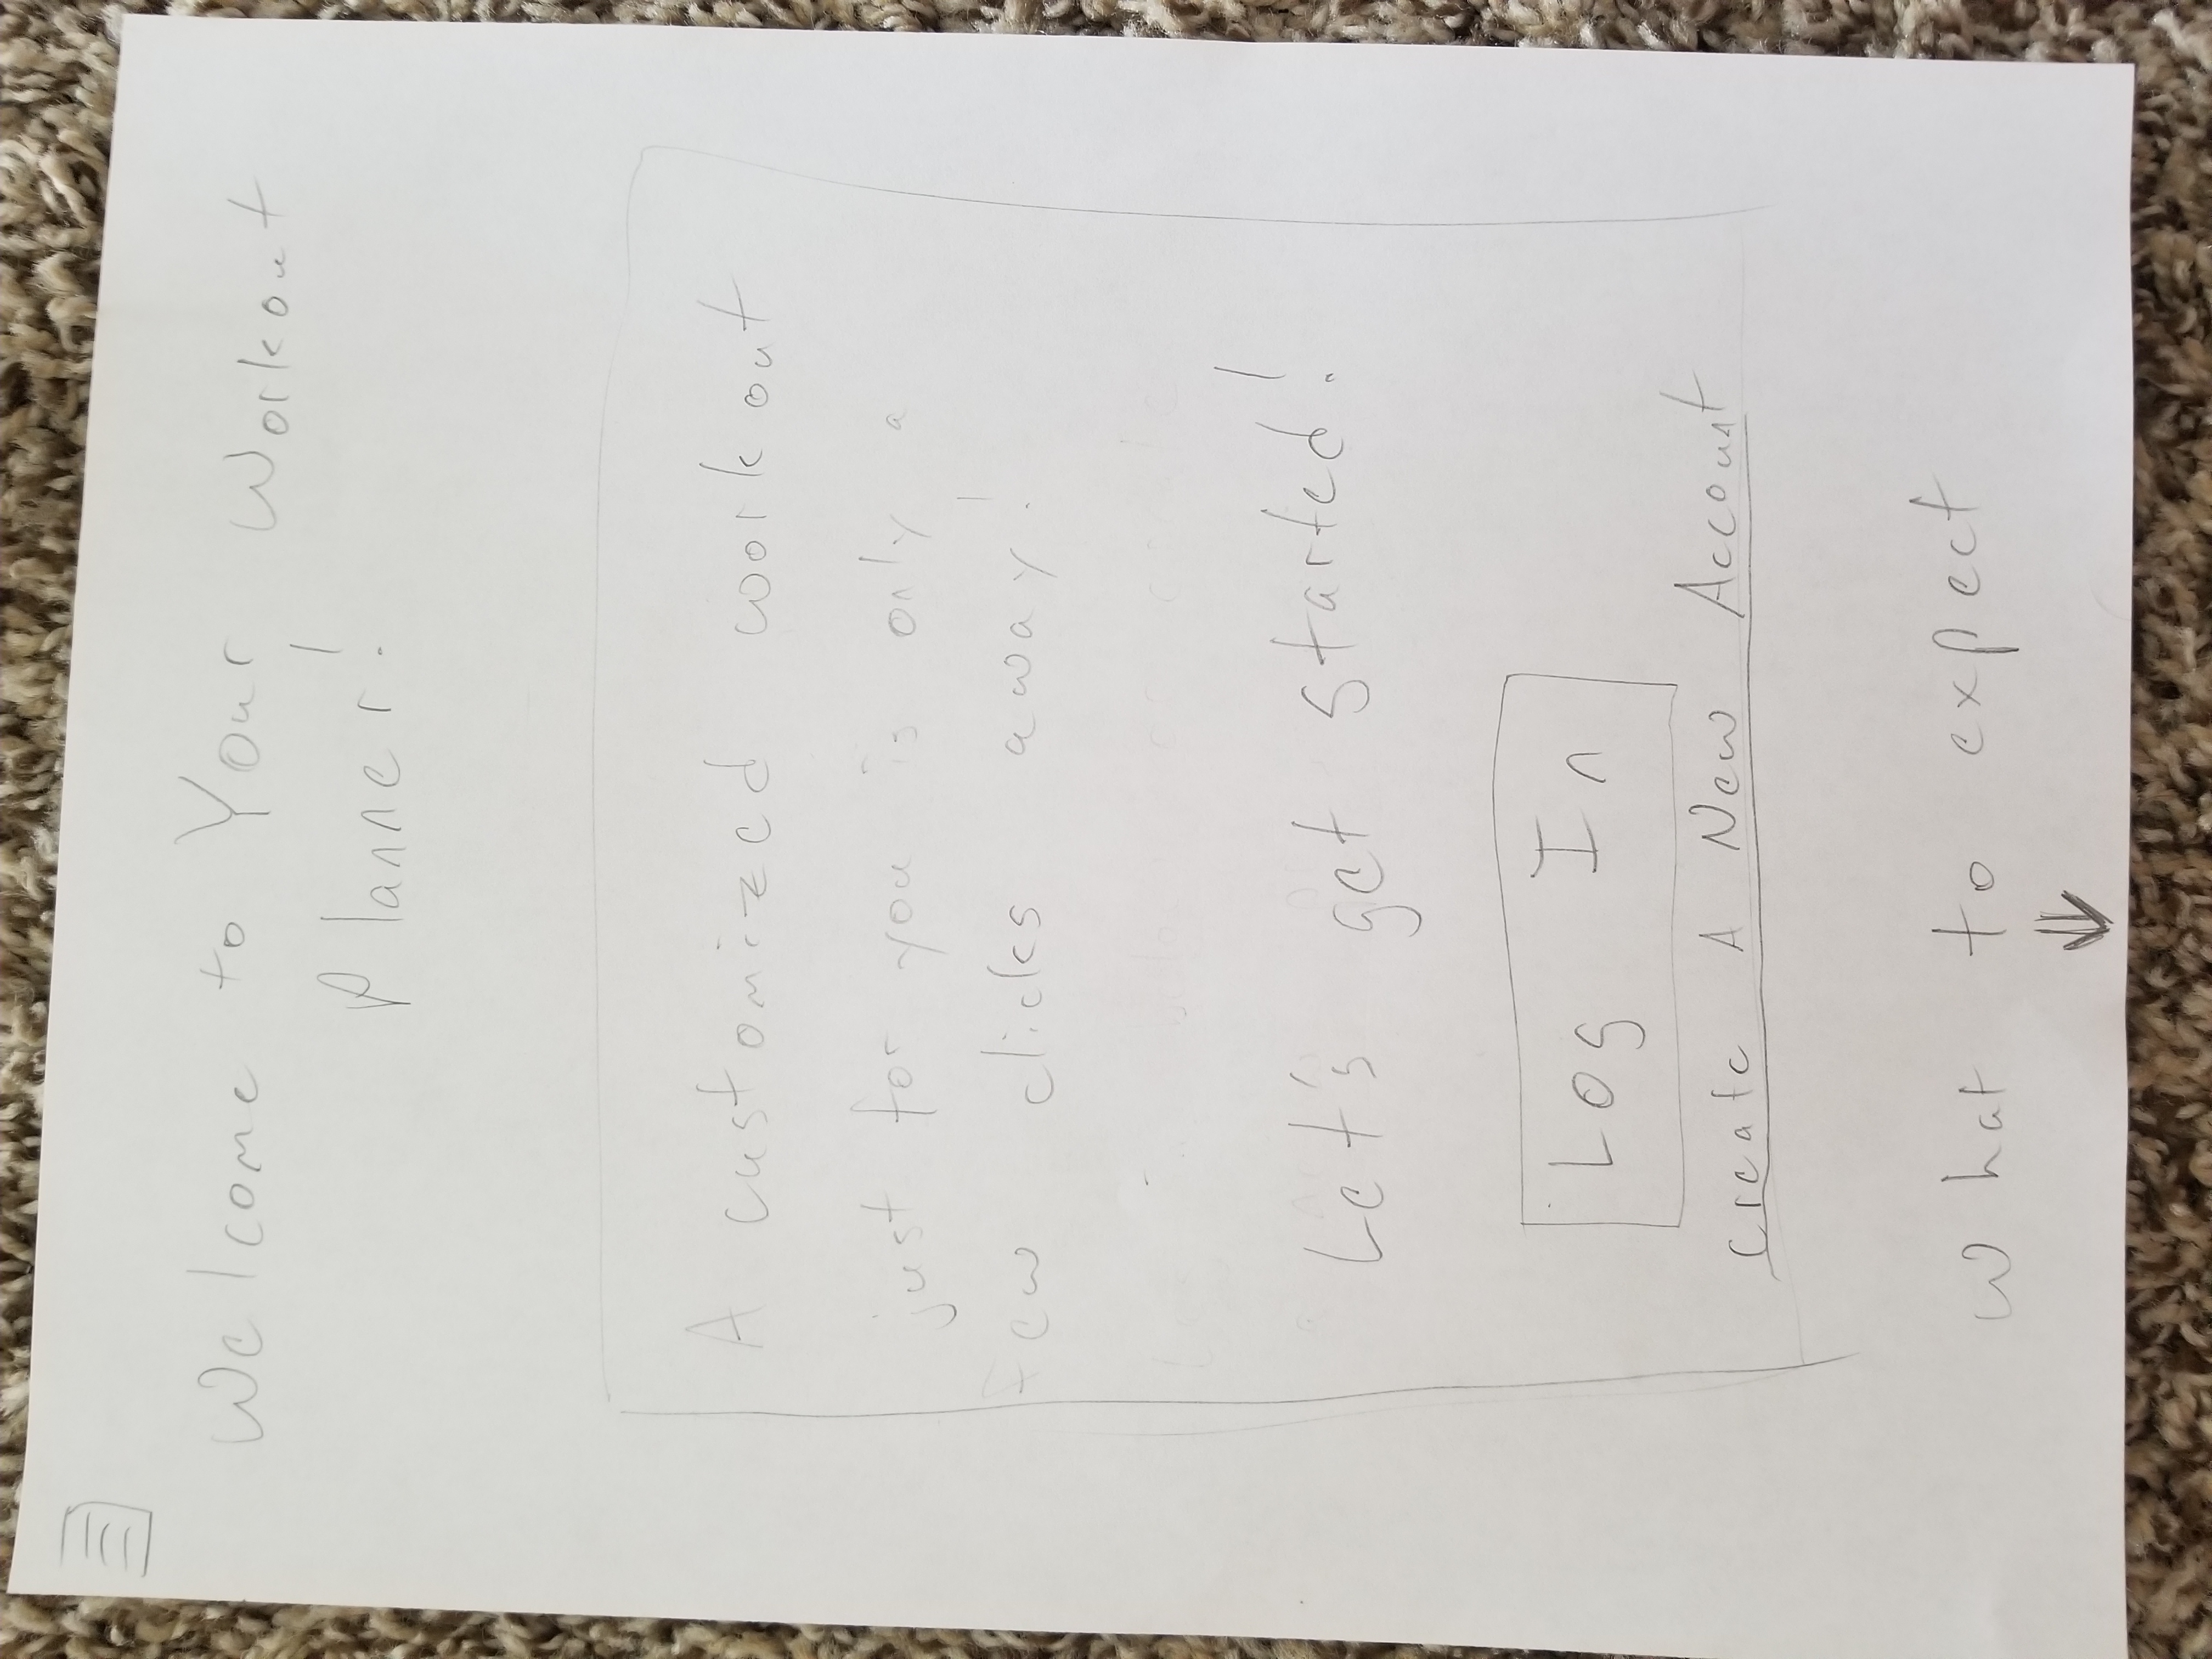 Welcome to Your Workout
Planner!
A customized workout
just for you is only a
few clicks away!
Let's get started!
Log In
Create A New Account
What to expect